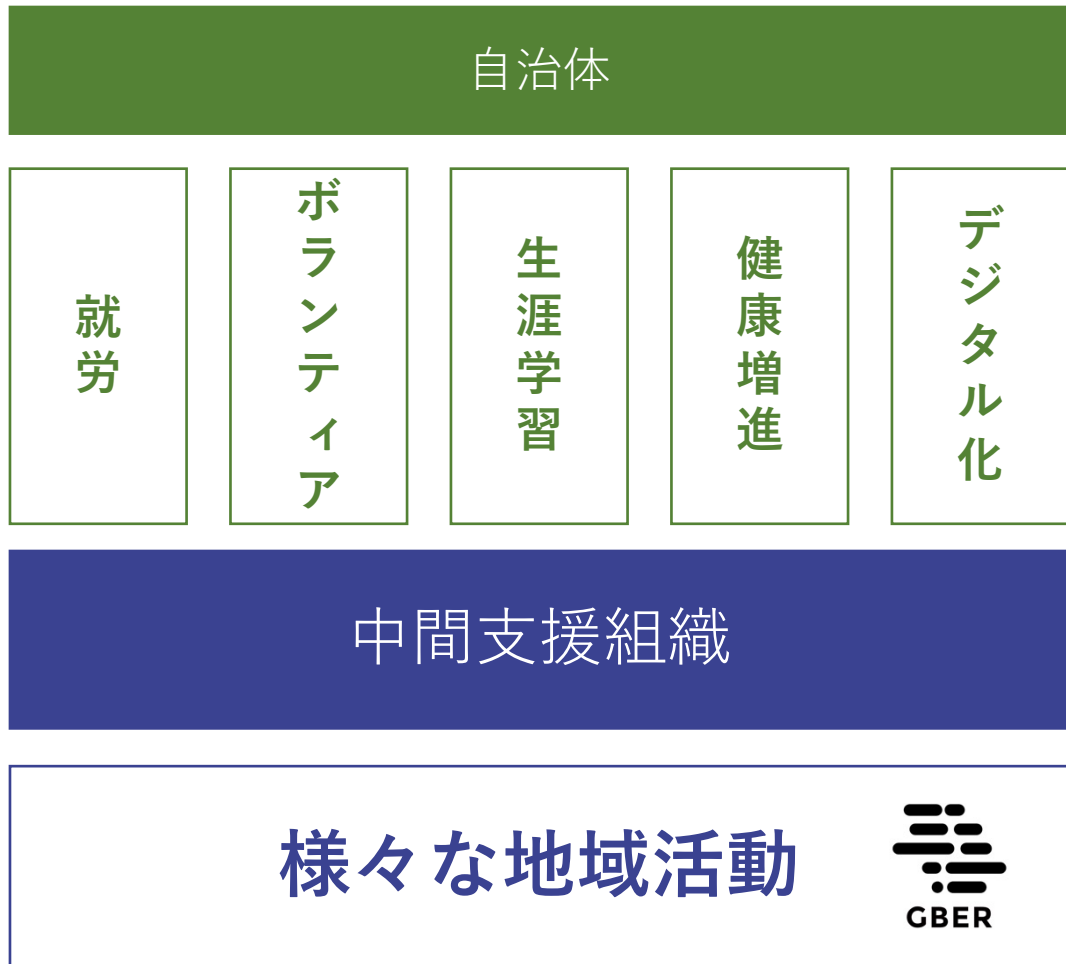 自治体
就労
ボランティア
生涯学習
健康増進
デジタル化
中間支援組織
様々な地域活動
GBER